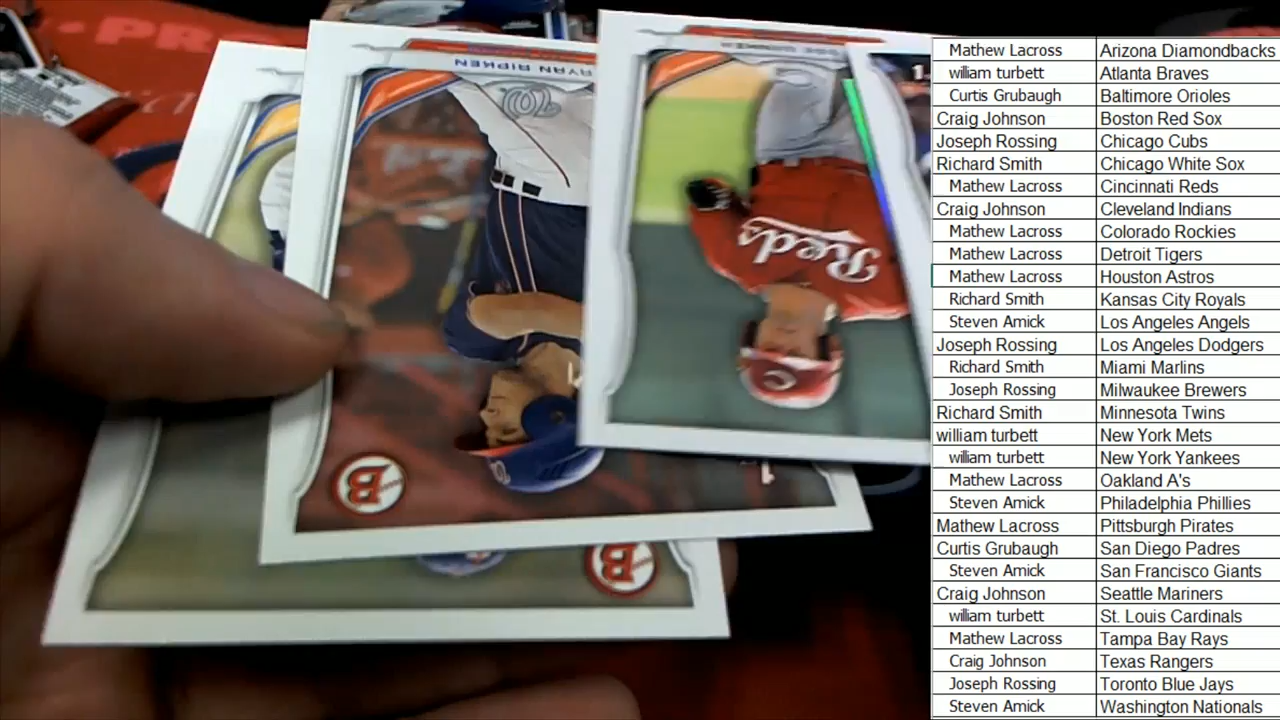 PR
RYAN RIPKEN
Reds
B
B
1
Mathew Lacross Arizona Diamondbacks
william turbett Atlanta Braves
Curtis Grubaugh Baltimore Orioles
Craig Johnson Boston Red Sox
Joseph Rossing Chicago Cubs
Richard Smith Chicago White Sox
Mathew Lacross Cincinnati Reds
Craig Johnson Cleveland Indians
Mathew Lacross Colorado Rockies
Mathew Lacross Detroit Tigers
Mathew Lacross Houston Astros
Richard Smith Kansas City Royals
Steven Amick Los Angeles Angels
Joseph Rossing Los Angeles Dodgers
Richard Smith Miami Marlins
Joseph Rossing Milwaukee Brewers
Richard Smith Minnesota Twins
william turbett New York Mets
william turbett New York Yankees
Mathew Lacross Oakland A's
Steven Amick Philadelphia Phillies
Mathew Lacross Pittsburgh Pirates
Curtis Grubaugh San Diego Padres
Steven Amick San Francisco Giants
Craig Johnson Seattle Mariners
william turbett St. Louis Cardinals
Mathew Lacross Tampa Bay Rays
Craig Johnson Texas Rangers
Joseph Rossing Toronto Blue Jays
Steven Amick Washington Nationals